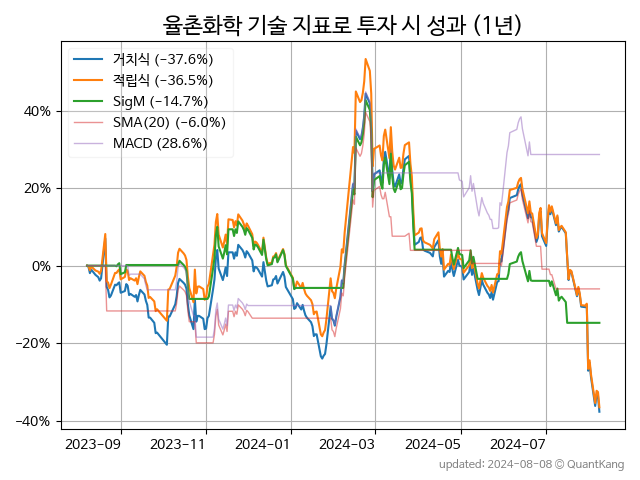 율촌화학 기술 지표로 투자 시 성과 (1년)
거치식 (-37.6%)
적립식 (-36.5%)
SigM (-14.7%)
SMA(20) (-6.0%)
MACD (28.6%)
40%
20%
0%
-20%
-40%
2023-09 2023-11 2024-01 2024-03 2024-05 2024-07
updated: 2024-08-08 © QuantKang